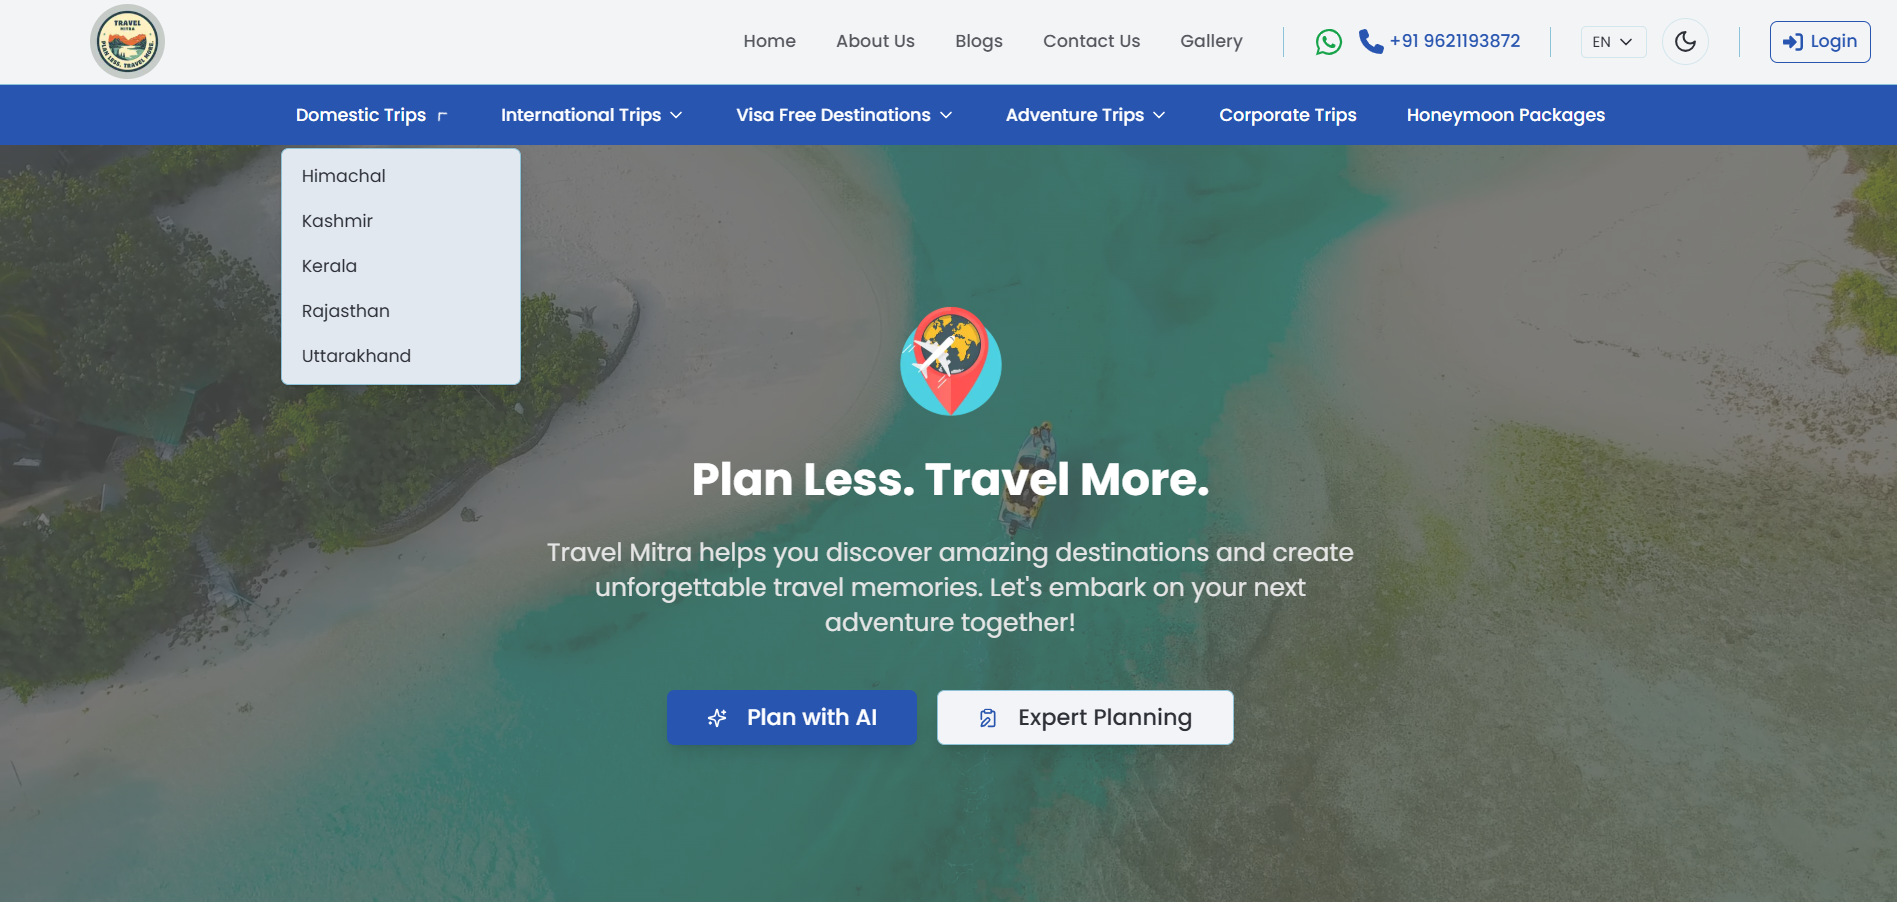 TRAVEL
MITRA
PLAN LESS. TRAVEL MORE.
Home
About Us
Blogs
Contact Us
Gallery
+91 9621193872
EN
Login
Domestic Trips
International Trips
Visa Free Destinations
Adventure Trips
Corporate Trips
Honeymoon Packages
Himachal
Kashmir
Kerala
Rajasthan
Uttarakhand
Plan Less. Travel More.
Travel Mitra helps you discover amazing destinations and create
unforgettable travel memories. Let's embark on your next
adventure together!
Plan with AI
Expert Planning